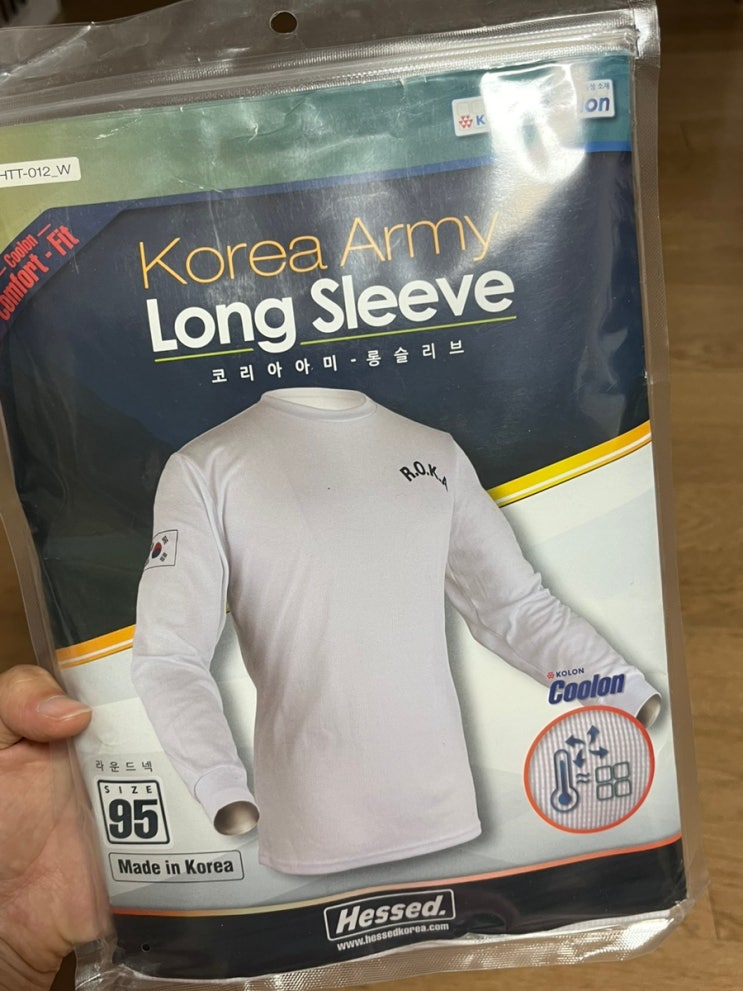 HTT-012_W
on
Coolon
Comfort - Fit
Korea Army
Long Sleeve
코리아아미-롱슬리브
R.O.K.A
KOLON
Coolon
라운드넥
SIZE
95
Made in Korea
Hessed.
www.hessedkorea.com